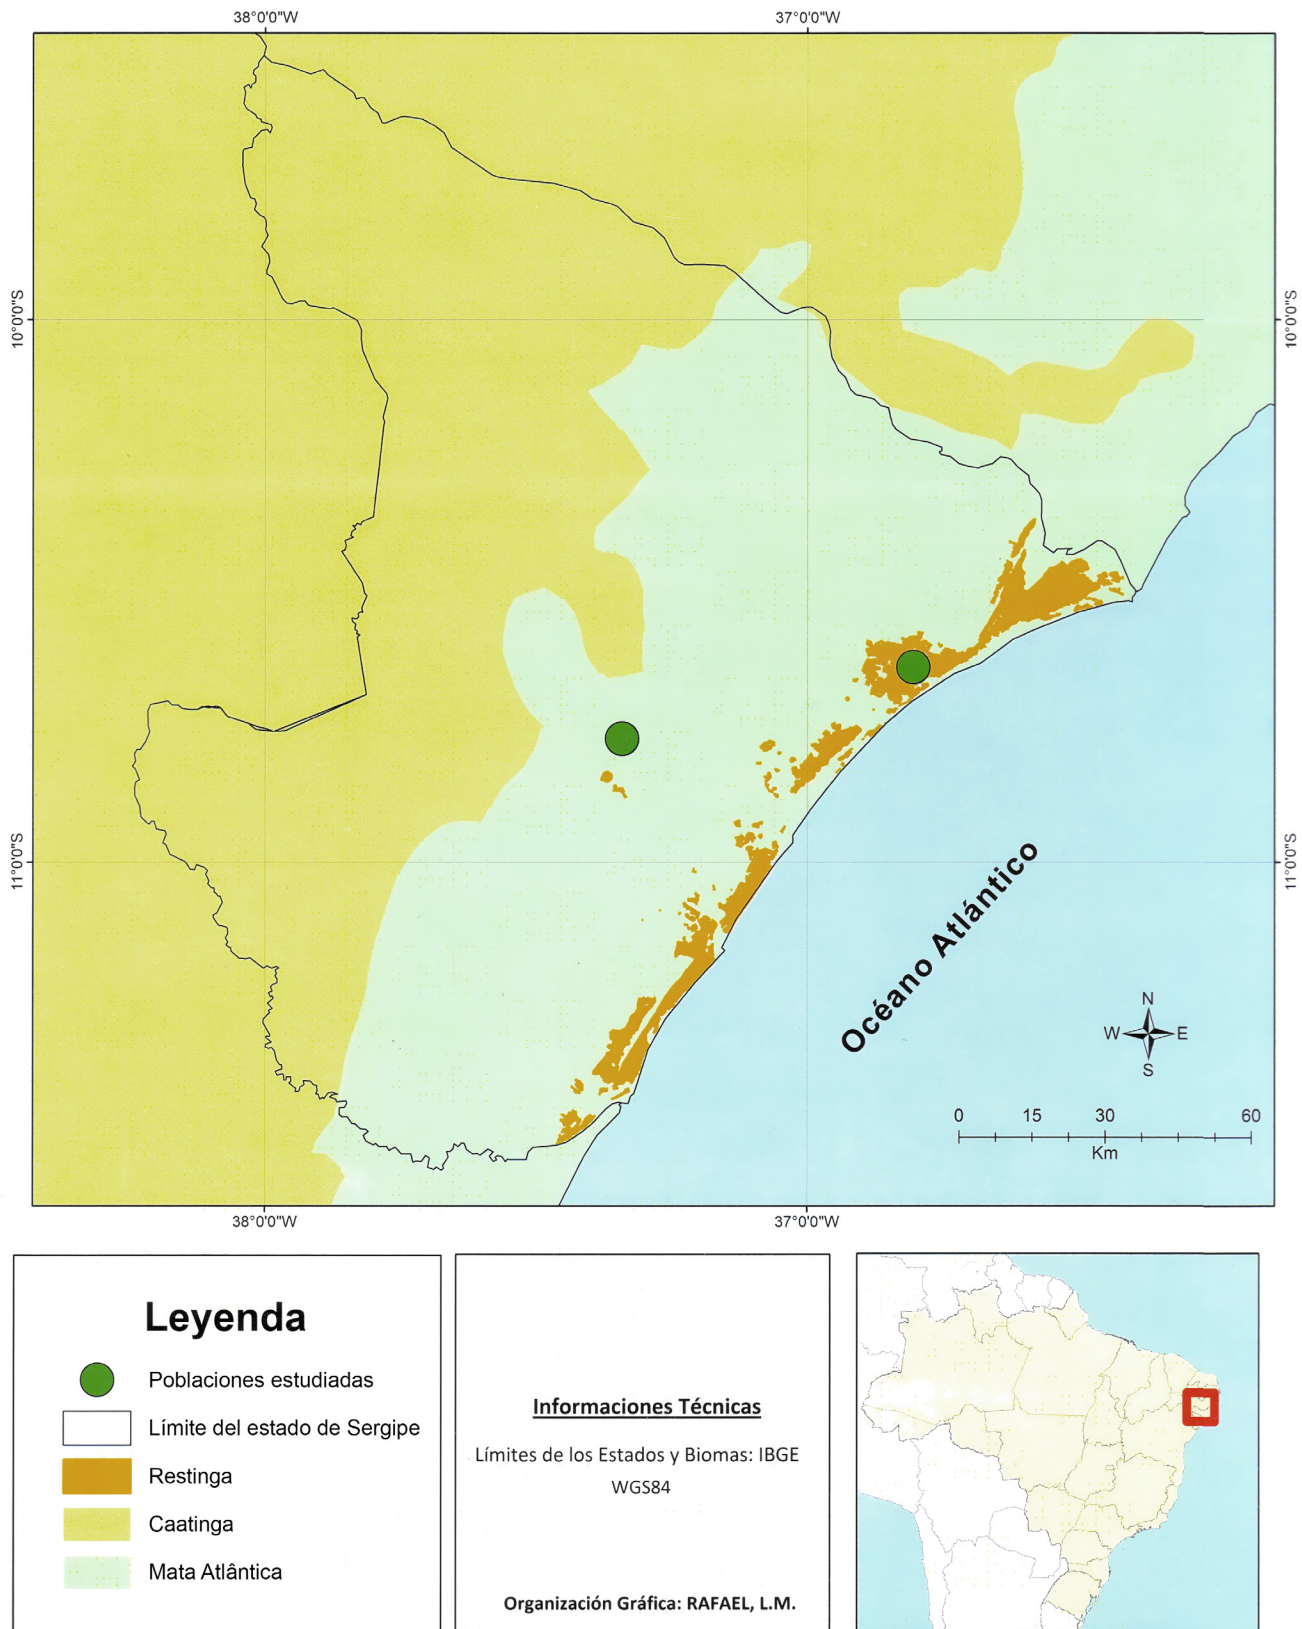 38°0'0"W
37°0'0"W
10°0'0"S
10°0'0"S
11°0'0"S
11°0'0"S
Océano Atlántico
N
W
E
S
0 15 30 60
Km
38°0'0"W
37°0'0"W
Leyenda
Poblaciones estudiadas
Límite del estado de Sergipe
Restinga
Caatinga
Mata Atlântica
Informaciones Técnicas
Límites de los Estados y Biomas: IBGE
WGS84
Organización Gráfica: RAFAEL, L.M.